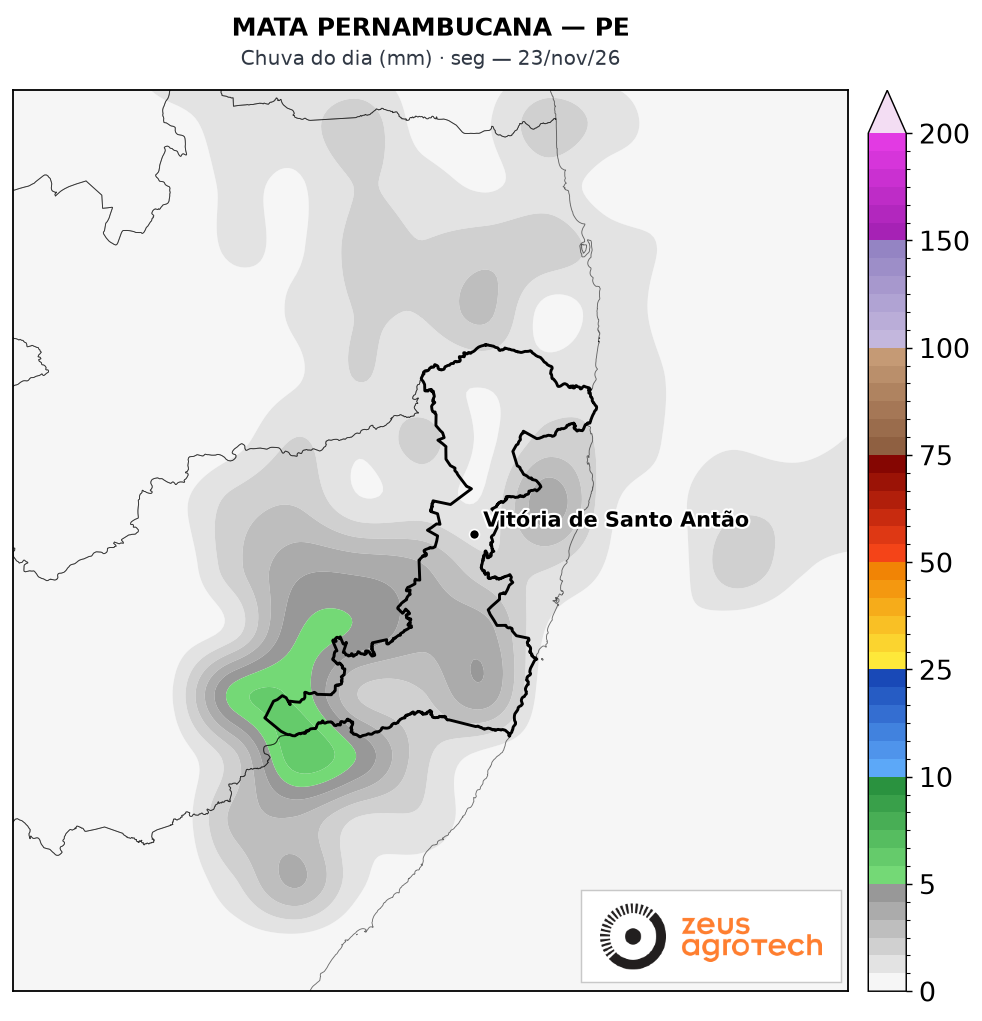 MATA PERNAMBUCANA — PE
Chuva do dia (mm) · seg — 23/nov/26
200
150
100
75
50
25
10
5
0
Vitória de Santo Antão
zeus
agrotech